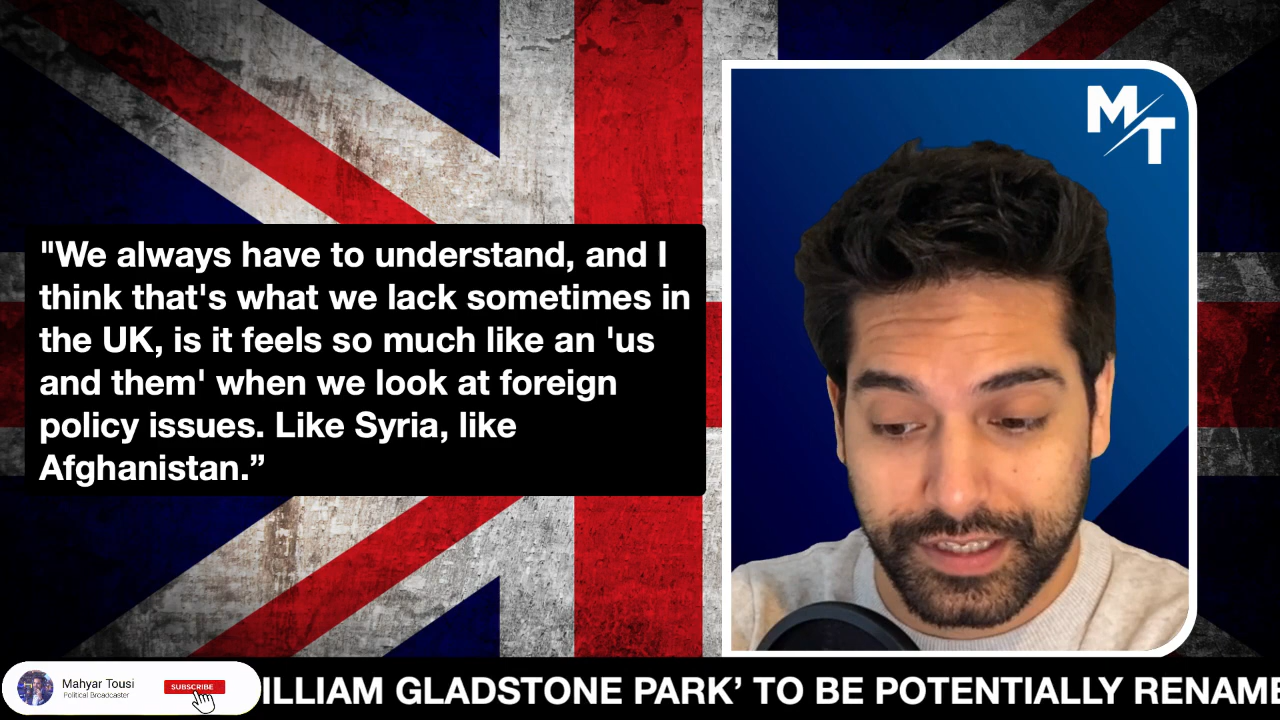 "We always have to understand, and I
think that's what we lack sometimes in
the UK, is it feels so much like an 'us
and them' when we look at foreign
policy issues. Like Syria, like
Afghanistan.”
M/T
Mahyar Tousi
Political Broadcaster
SUBSCRIBE
ILLIAM GLADSTONE PARK’ TO BE POTENTIALLY RENAME